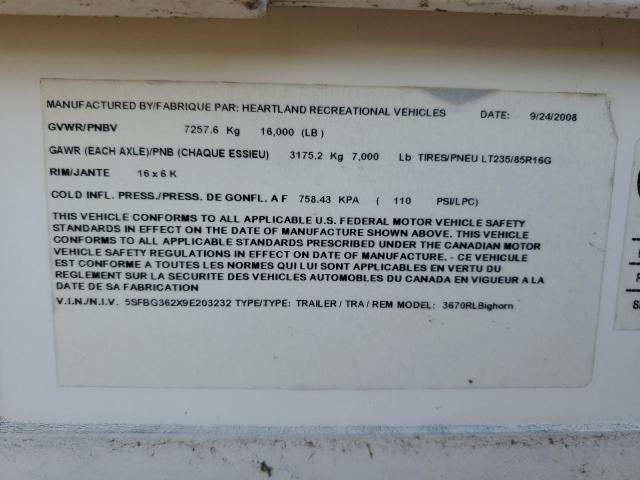 MANUFACTURED BY/FABRIQUE PAR: HEARTLAND RECREATIONAL VEHICLES DATE: 9/24/2008
GVWR/PNBV 7257.6 Kg 16,000 (LB)
GAWR (EACH AXLE)/PNB (CHAQUE ESSIEU) 3175.2 Kg 7,000 Lb TIRES/PNEU LT235/85R16G
RIM/JANTE 16 x 6 K
COLD INFL. PRESS./PRESS. DE GONFL. A F 758.43 KPA ( 110 PSI/LPC)
THIS VEHICLE CONFORMS TO ALL APPLICABLE U.S. FEDERAL MOTOR VEHICLE SAFETY
STANDARDS IN EFFECT ON THE DATE OF MANUFACTURE SHOWN ABOVE. THIS VEHICLE
CONFORMS TO ALL APPLICABLE STANDARDS PRESCRIBED UNDER THE CANADIAN MOTOR
VEHICLE SAFETY REGULATIONS IN EFFECT ON DATE OF MANUFACTURE. - CE VEHICULE
EST CONFORME A TOUTES LES NORMES QUI LUI SONT APPLICABLES EN VERTU DU
REGLEMENT SUR LA SECURITE DES VEHICLES AUTOMOBILES DU CANADA EN VIGUEUR A LA
DATE DE SA FABRICATION
V.I.N./N.I.V. 5SFBG362X9E203232 TYPE/TYPE: TRAILER / TRA / REM MODEL: 3670RLBighorn